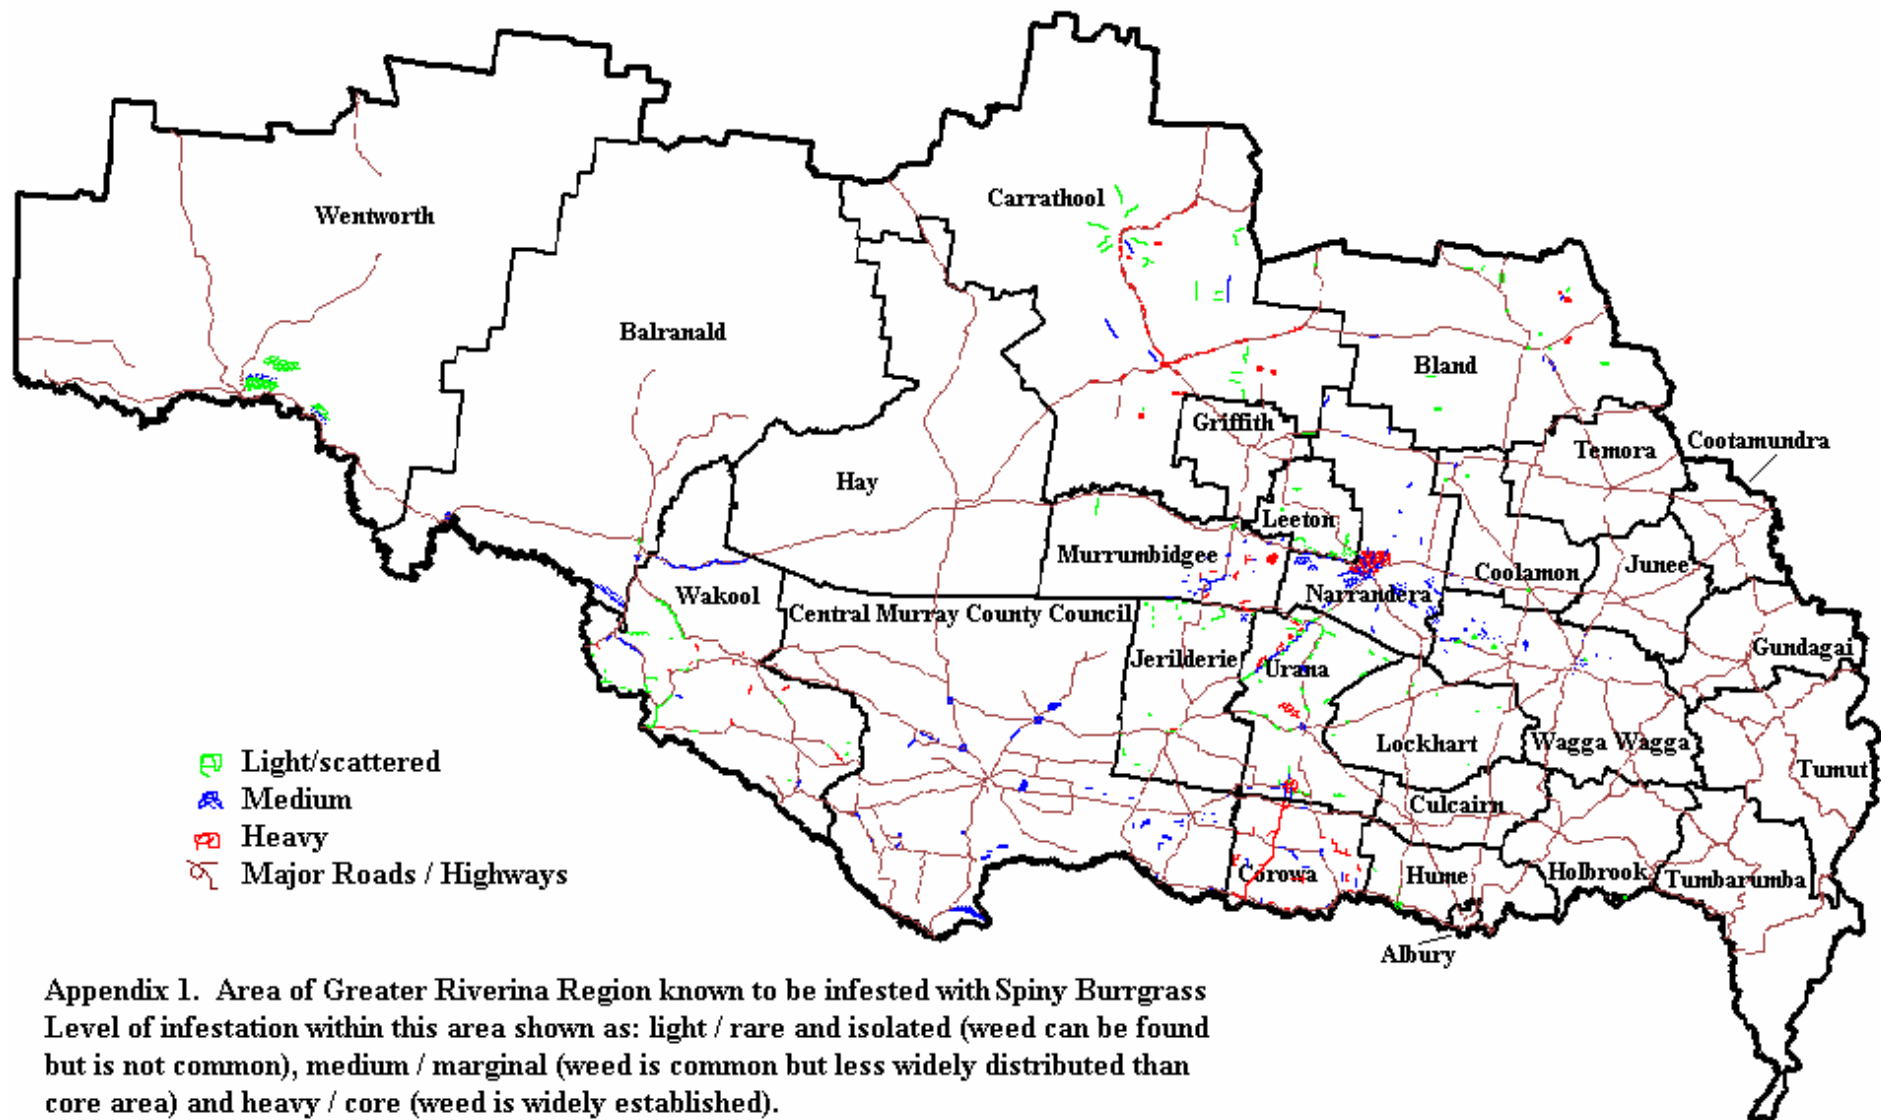 Carrathool
Wentworth
Balranald
Bland
Griffith
Cootamundra
Temora
Hay
Leeton
Murrumbidgee
Junee
Coolamon
Wakool
Narrandera
Central Murray County Council
Gundagai
Jerilderie
Urana
Lockhart
Wagga Wagga
Tumut
Culcairn
Corowa
Hume
Holbrook
Tumbarumba
Albury
Light/scattered
Medium
Heavy
Major Roads / Highways
Appendix 1. Area of Greater Riverina Region known to be infested with Spiny Burrgrass
Level of infestation within this area shown as: light / rare and isolated (weed can be found
but is not common), medium / marginal (weed is common but less widely distributed than
core area) and heavy / core (weed is widely established).